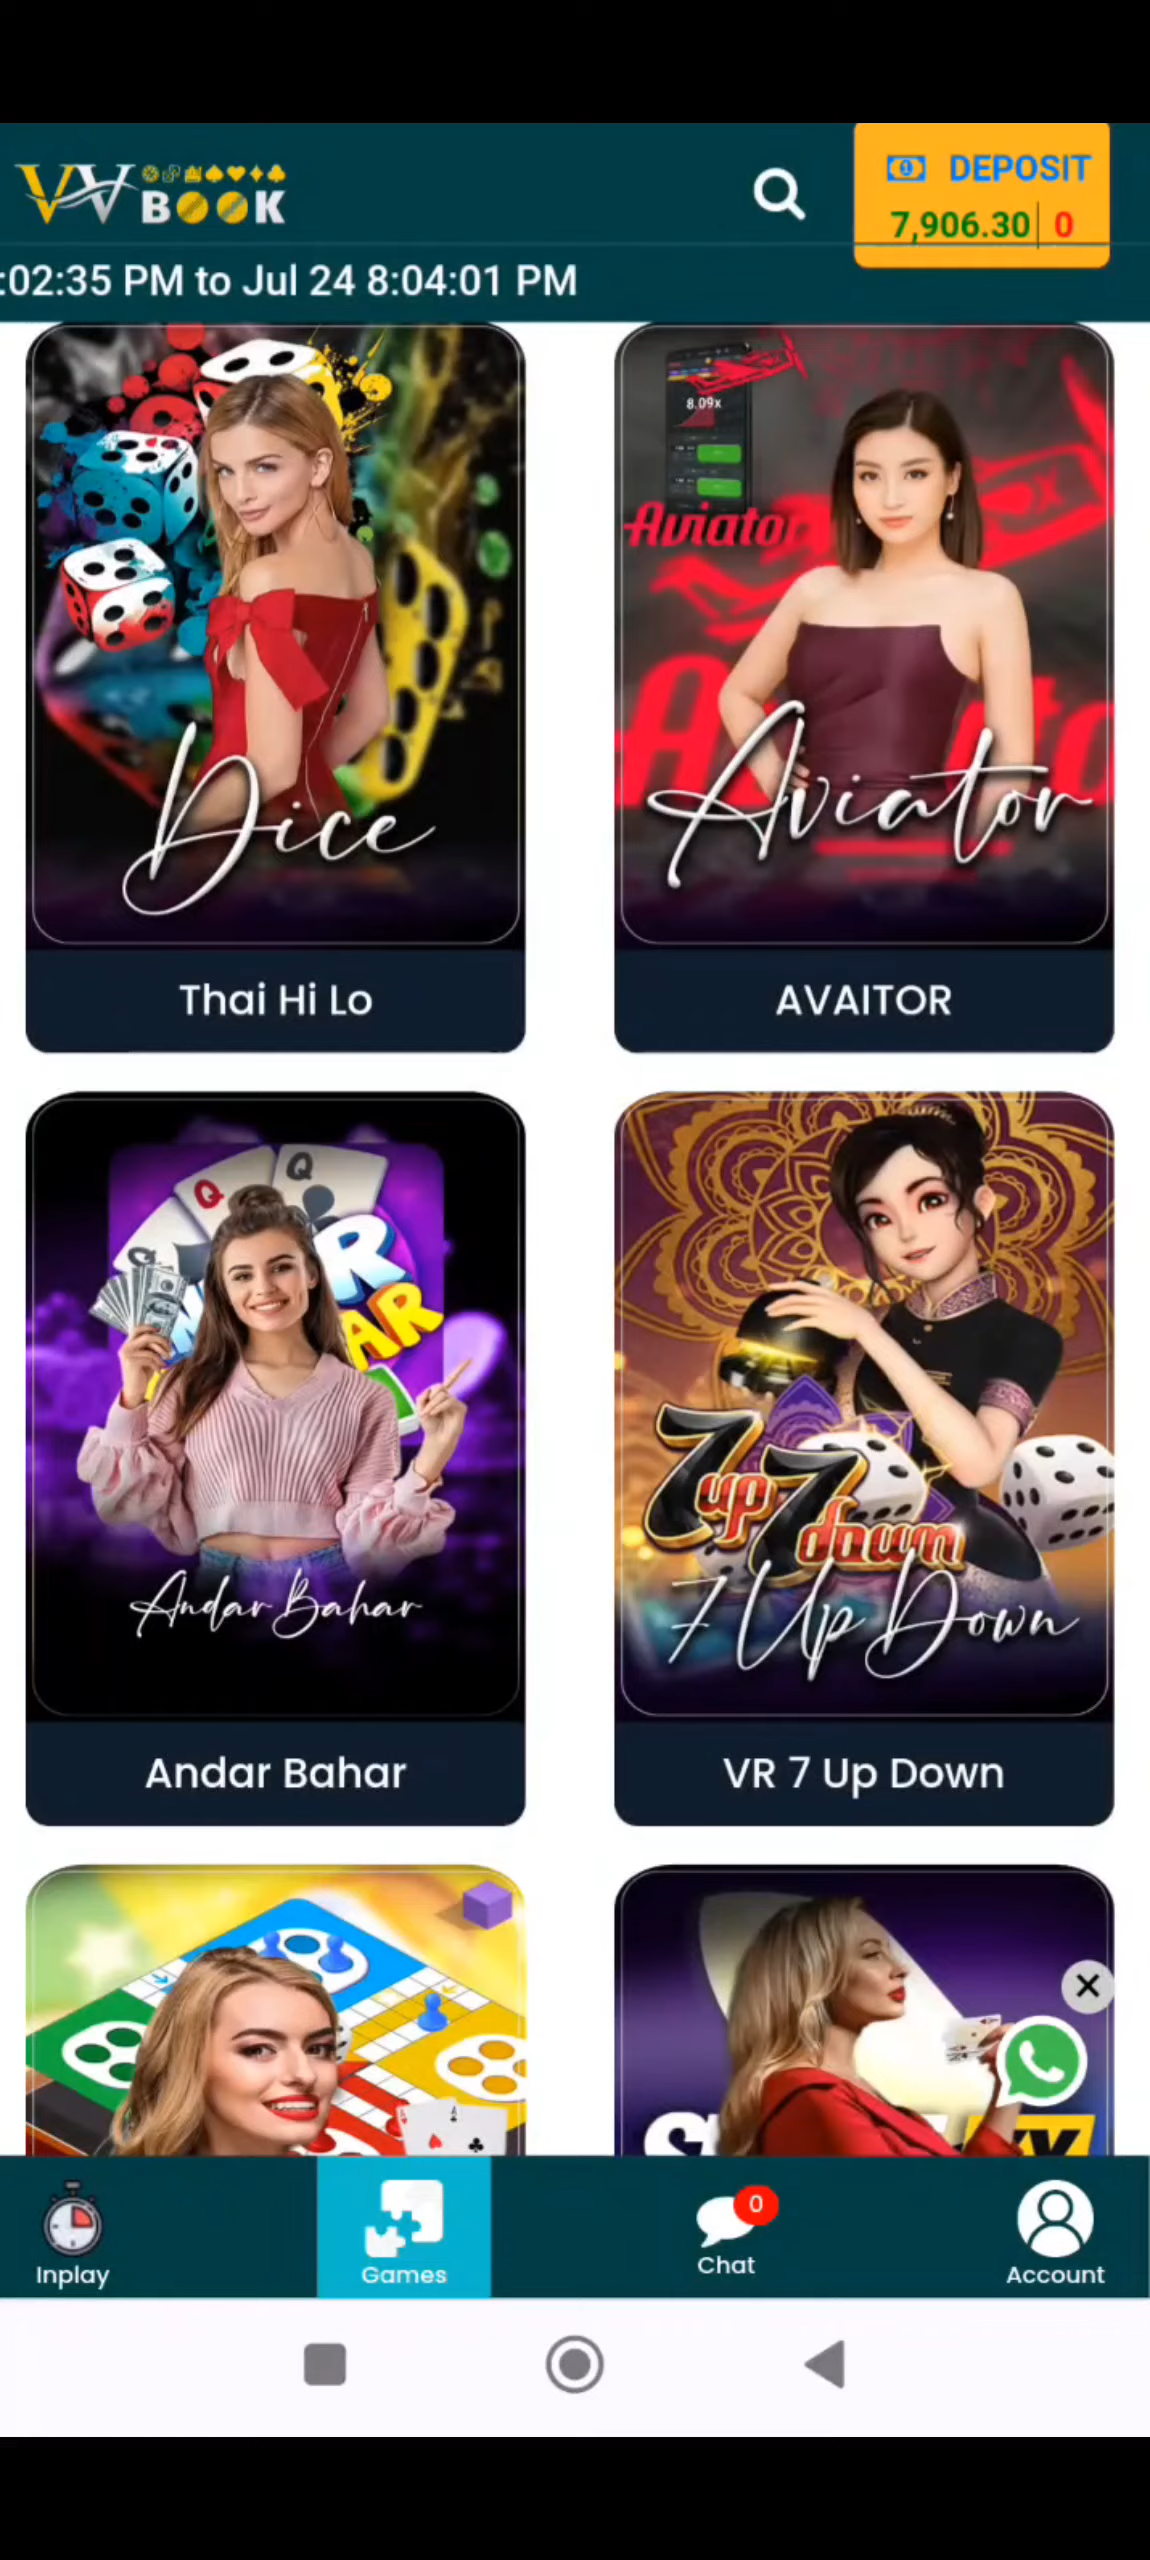 VV BOOK
DEPOSIT
7,906.30 0
:02:35 PM to Jul 24 8:04:01 PM
8.09x
Aviator
Dice
Aviator
Thai Hi Lo
AVAITOR
Q Q Q
AR
Andar Bahar
7 up 7 down
7 Up Down
Andar Bahar
VR 7 Up Down
0
Inplay
Games
Chat
Account